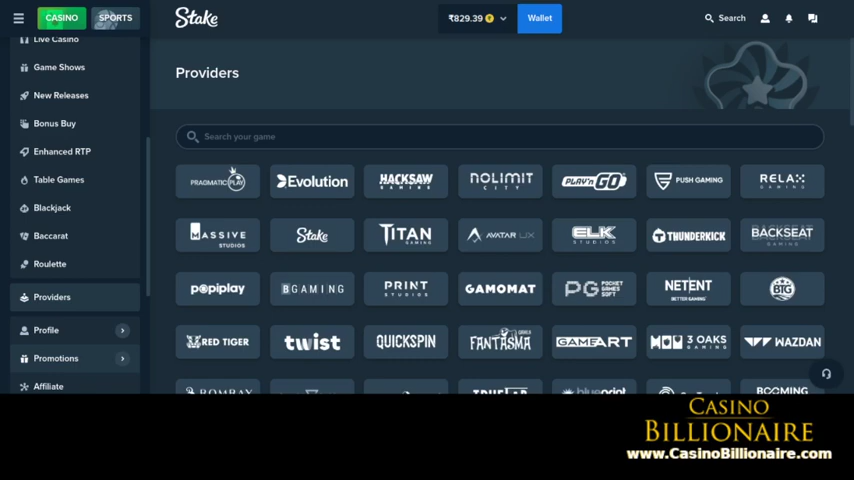 CASINO
SPORTS
Stake
₹829.39
Wallet
Search
Live Casino
Game Shows
New Releases
Bonus Buy
Enhanced RTP
Table Games
Blackjack
Baccarat
Roulette
Providers
Profile
Promotions
Affiliate
Providers
Search your game
PRAGMATIC PLAY
Evolution
HACKSAW GAMING
NOLIMIT CITY
PLAY'n GO
PUSH GAMING
RELAX GAMING
MASSIVE STUDIOS
Stake
TITAN GAMING
AVATAR UX
ELK STUDIOS
THUNDERKICK
BACKSEAT GAMING
popiplay
BGAMING
PRINT STUDIOS
GAMOMAT
PG POCKET GAMES SOFT
NETENT BETTER GAMING
BTG
RED TIGER
twist
QUICKSPIN
FANTASMA GAMES
GAMEART
3 OAKS GAMING
WAZDAN
BOMBAY
TRUELAB
blueprint
BOOMING
CASINO
BILLIONAIRE
www.CasinoBillionaire.com